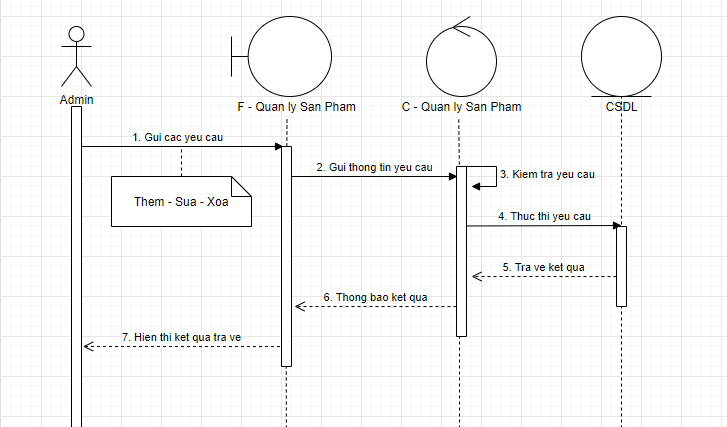 Admin
F - Quan ly San Pham
C - Quan ly San Pham
CSDL
1. Gui cac yeu cau
2. Gui thong tin yeu cau
3. Kiem tra yeu cau
Them - Sua - Xoa
4. Thuc thi yeu cau
5. Tra ve ket qua
6. Thong bao ket qua
7. Hien thi ket qua tra ve